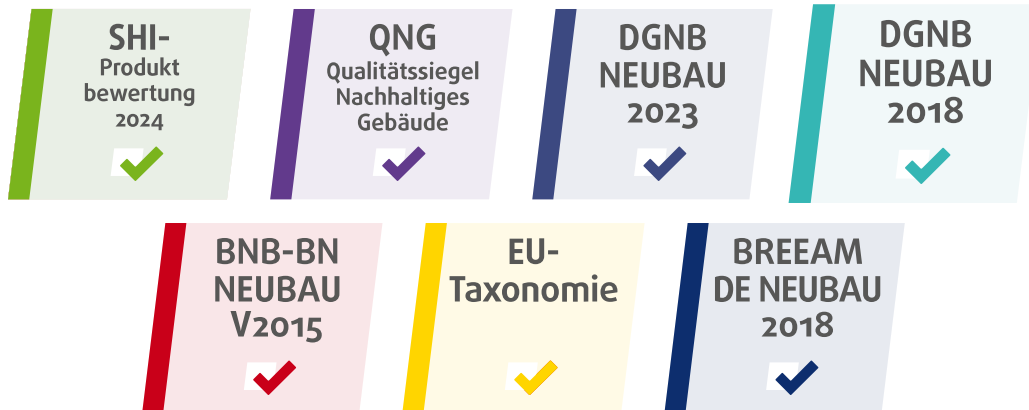 SHI-
Produkt
bewertung
2024
QNG
Qualitätssiegel
Nachhaltiges
Gebäude
DGNB
NEUBAU
2023
DGNB
NEUBAU
2018
BNB-BN
NEUBAU
V2015
EU-
Taxonomie
BREEAM
DE NEUBAU
2018